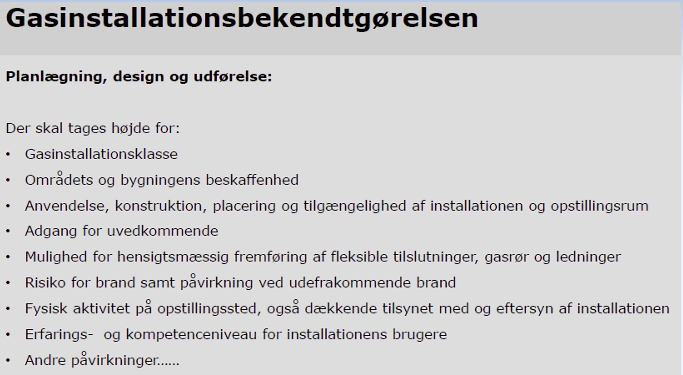 Gasinstallationsbekendtgørelsen
Planlægning, design og udførelse:
Der skal tages højde for:
• Gasinstallationsklasse
• Områdets og bygningens beskaffenhed
• Anvendelse, konstruktion, placering og tilgængelighed af installationen og opstillingsrum
• Adgang for uvedkommende
• Mulighed for hensigtsmæssig fremføring af fleksible tilslutninger, gasrør og ledninger
• Risiko for brand samt påvirkning ved udefrakommende brand
• Fysisk aktivitet på opstillingssted, også dækkende tilsynet med og eftersyn af installationen
• Erfarings- og kompetenceniveau for installationens brugere
• Andre påvirkninger……